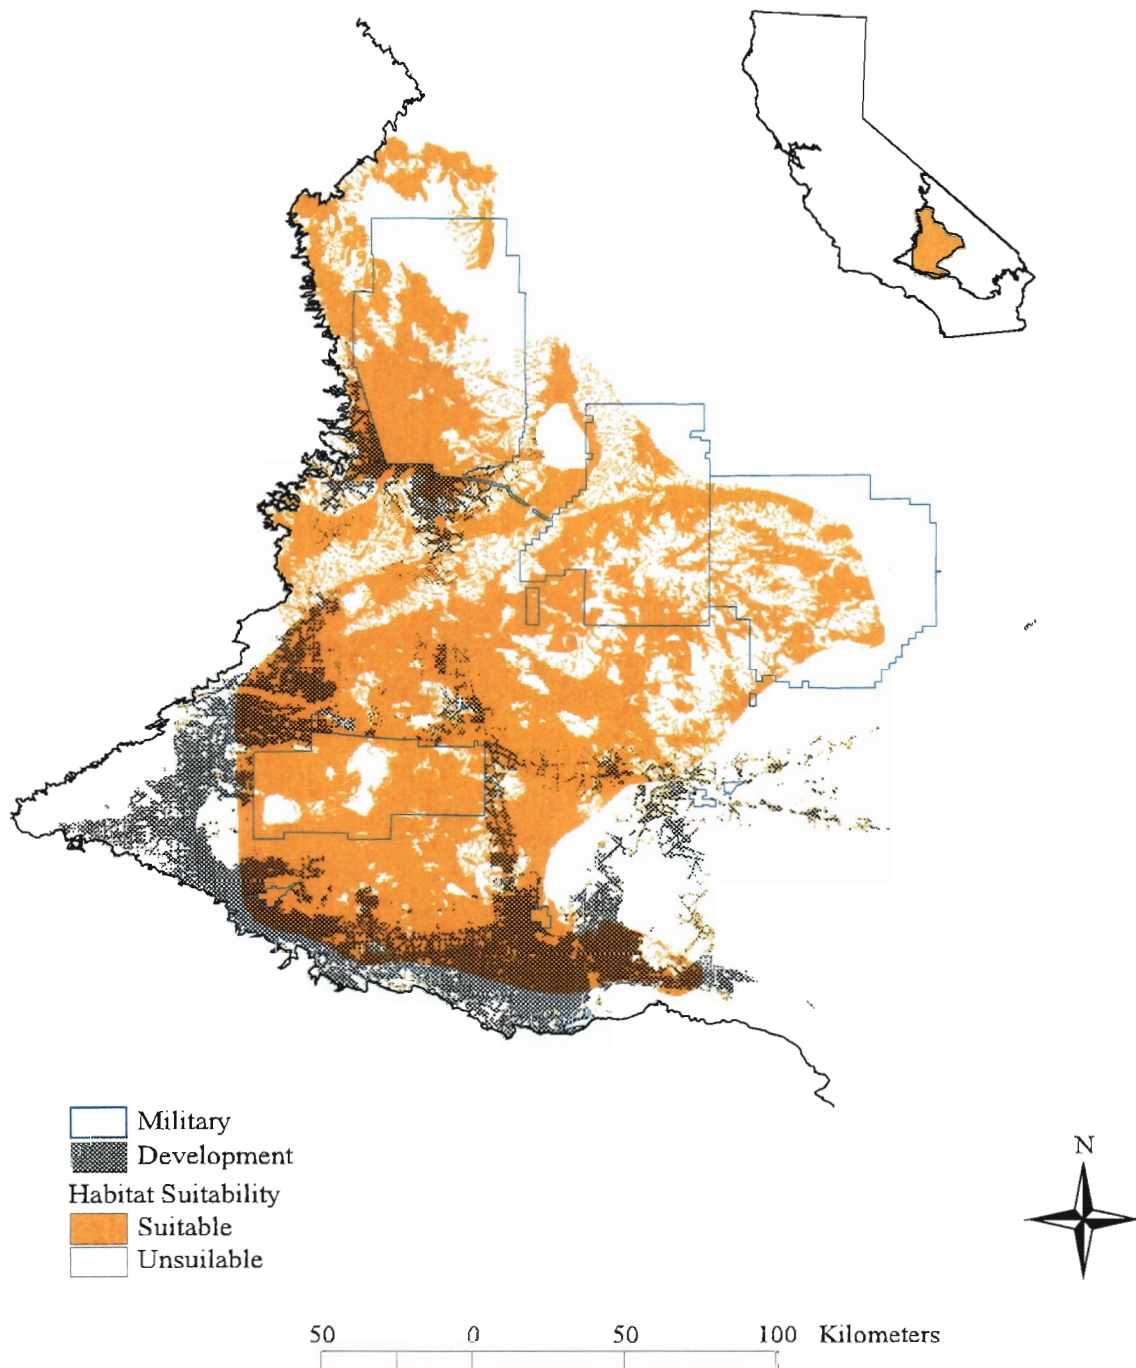 Military
Development
Habitat Suitability
Suitable
Unsuilable
N
50 0 50 100 Kilometers